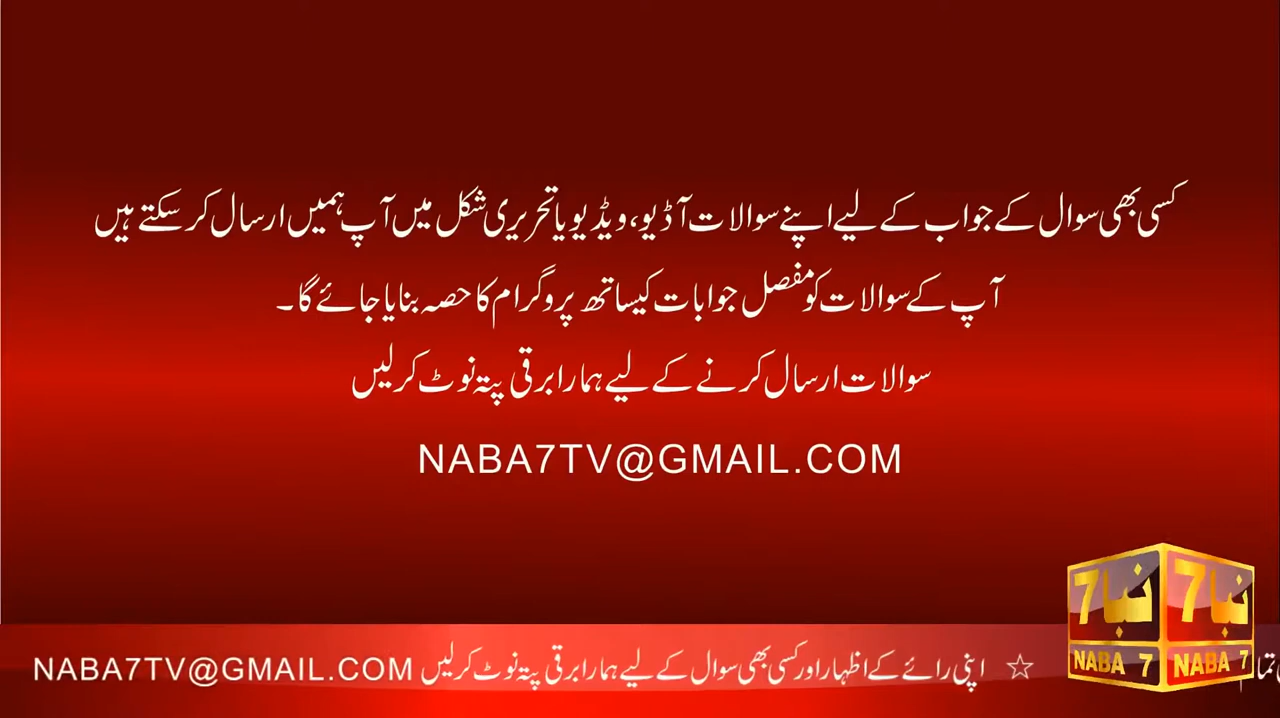 کسی بھی سوال کے جواب کے لیے اپنے سوالات آڈیو، ویڈیو یا تحریری شکل میں آپ ہمیں ارسال کر سکتے ہیں
آپ کے سوالات کو مفصل جوابات کیساتھ پروگرام کا حصہ بنایا جائے گا۔
سوالات ارسال کرنے کے لیے ہمارا برقی پتہ نوٹ کرلیں
NABA7TV@GMAIL.COM
نبا 7 نبا 7
NABA 7 NABA 7
☆ اپنی رائے کے اظہار اور کسی بھی سوال کے لیے ہمارا برقی پتہ نوٹ کرلیں NABA7TV@GMAIL.COM